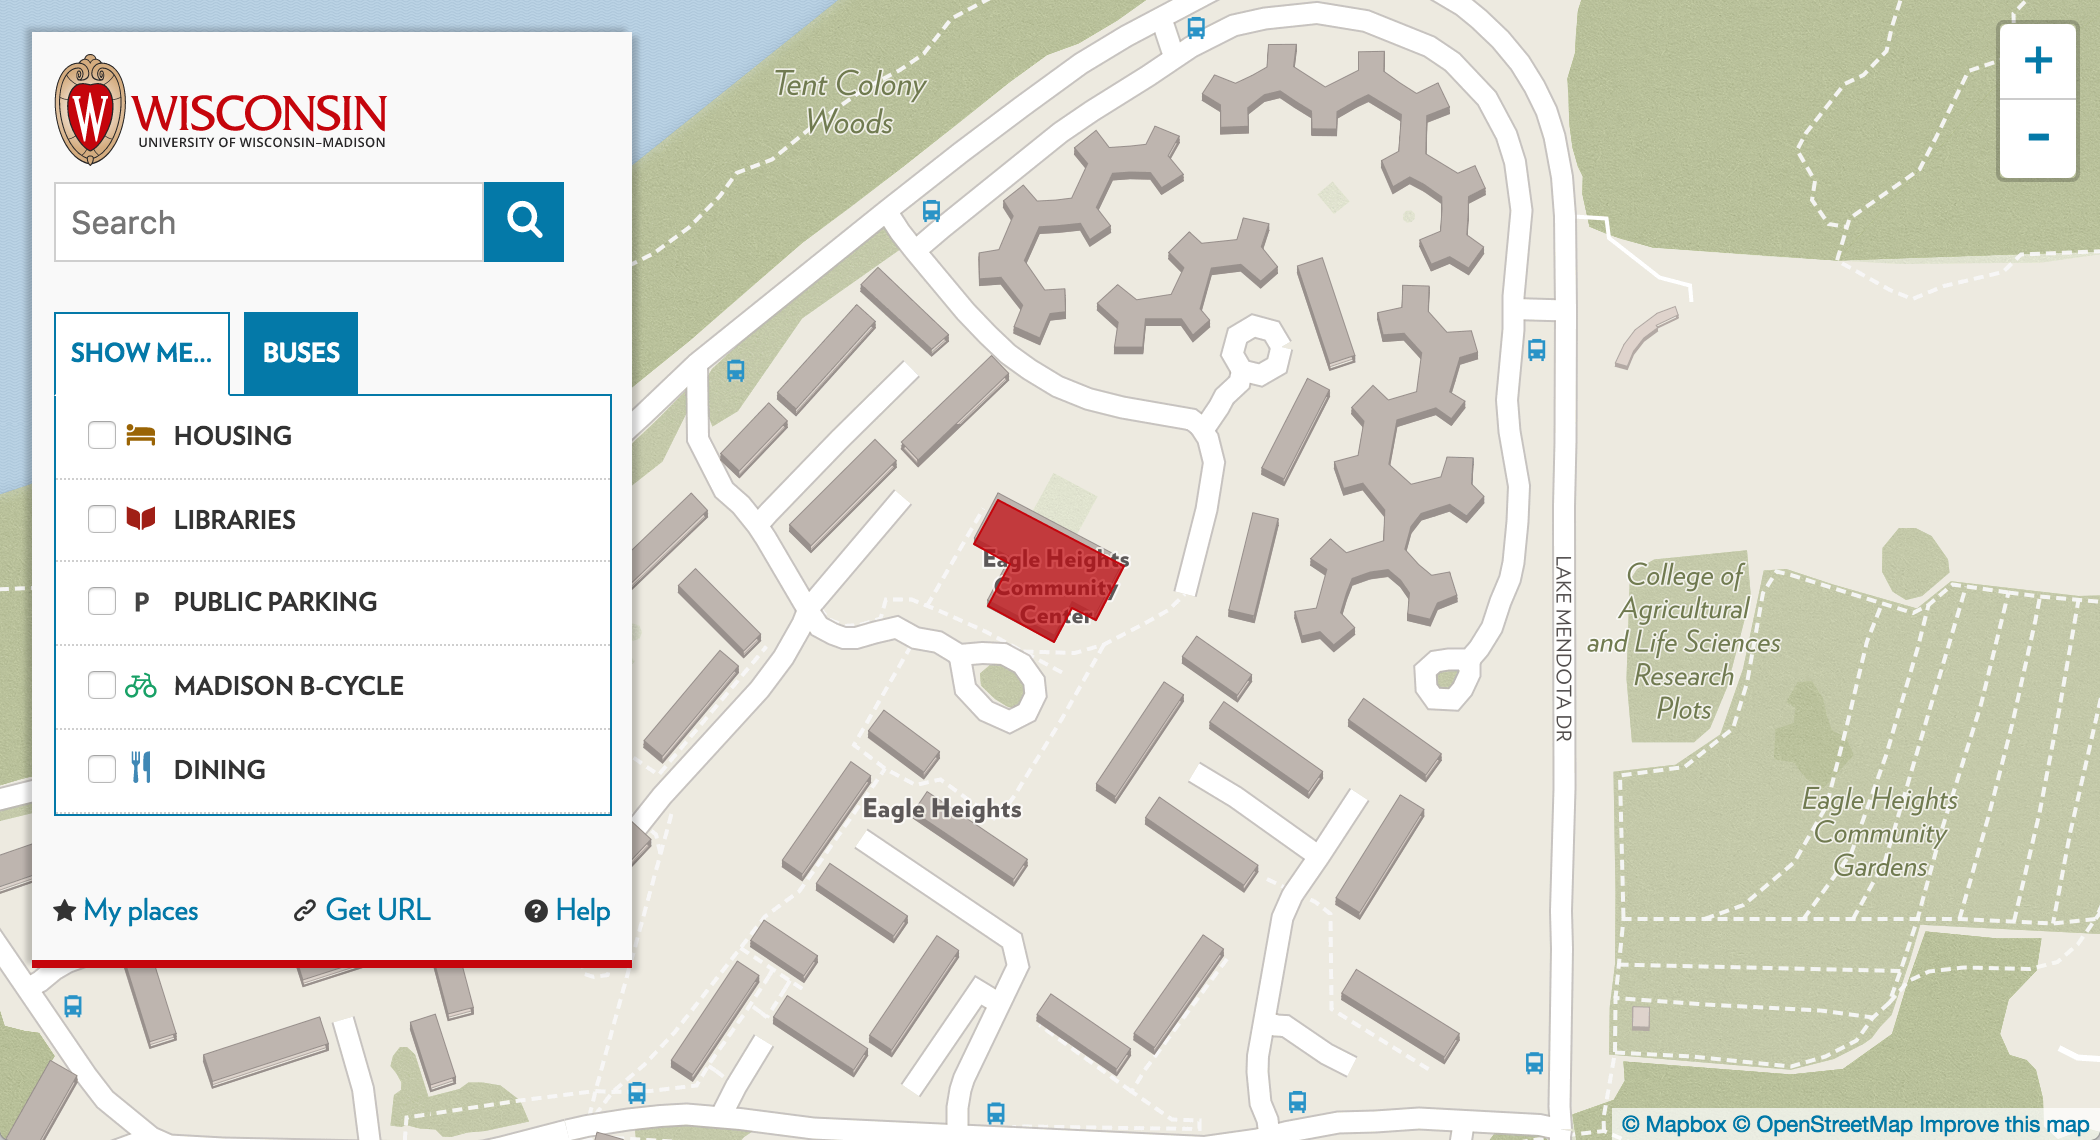 W
WISCONSIN
UNIVERSITY OF WISCONSIN–MADISON
Search
SHOW ME...
BUSES
HOUSING
LIBRARIES
P PUBLIC PARKING
MADISON B-CYCLE
DINING
My places
Get URL
? Help
Tent Colony
Woods
Eagle Heights
Community
Center
Eagle Heights
LAKE MENDOTA DR
College of
Agricultural
and Life Sciences
Research
Plots
Eagle Heights
Community
Gardens
+
-
© Mapbox © OpenStreetMap Improve this map